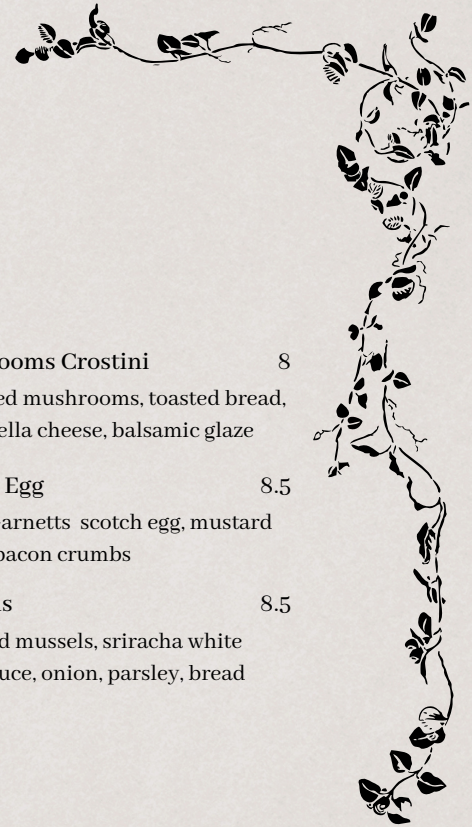 ooms Crostini 8
ed mushrooms, toasted bread,
ella cheese, balsamic glaze
Egg 8.5
arnetts scotch egg, mustard
bacon crumbs
s 8.5
d mussels, sriracha white
uce, onion, parsley, bread